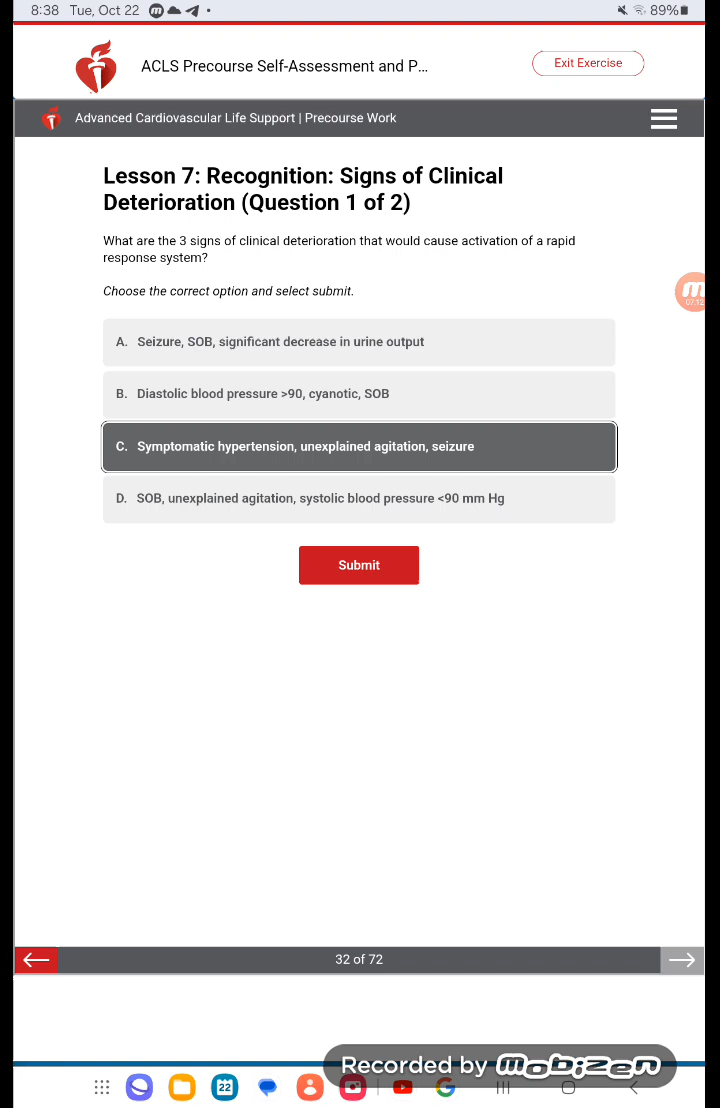 8:38 Tue, Oct 22 m • 89%
ACLS Precourse Self-Assessment and P...
Exit Exercise
Advanced Cardiovascular Life Support | Precourse Work
Lesson 7: Recognition: Signs of Clinical
Deterioration (Question 1 of 2)
What are the 3 signs of clinical deterioration that would cause activation of a rapid
response system?
Choose the correct option and select submit.
m
07:12
A. Seizure, SOB, significant decrease in urine output
B. Diastolic blood pressure >90, cyanotic, SOB
C. Symptomatic hypertension, unexplained agitation, seizure
D. SOB, unexplained agitation, systolic blood pressure <90 mm Hg
Submit
32 of 72
Recorded by mobizen
22
G